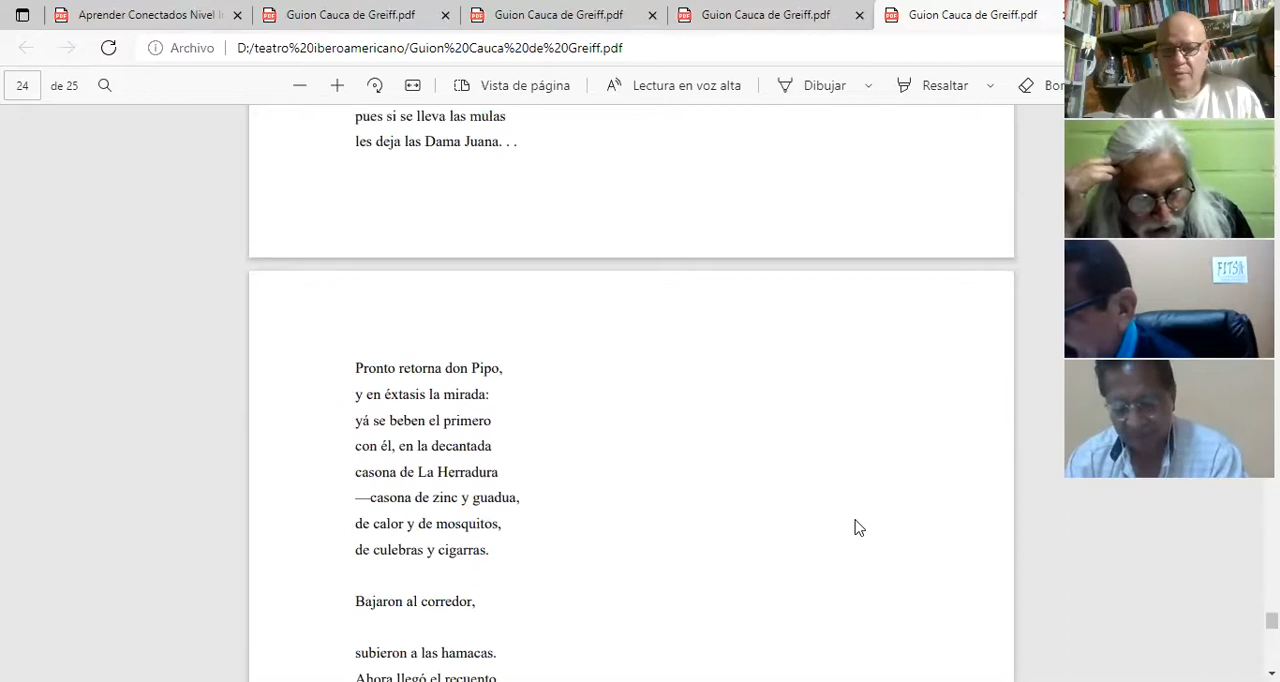 Aprender Conectados Nivel I
Guion Cauca de Greiff.pdf
Guion Cauca de Greiff.pdf
Guion Cauca de Greiff.pdf
Guion Cauca de Greiff.pdf
Archivo
D:/teatro%20iberoamericano/Guion%20Cauca%20de%20Greiff.pdf
24
de 25
Vista de página
Lectura en voz alta
Dibujar
Resaltar
pues si se lleva las mulas
les deja las Dama Juana. . .
Pronto retorna don Pipo,
y en éxtasis la mirada:
yá se beben el primero
con él, en la decantada
casona de La Herradura
—casona de zinc y guadua,
de calor y de mosquitos,
de culebras y cigarras.
Bajaron al corredor,
subieron a las hamacas.
Ahora llegó el recuento